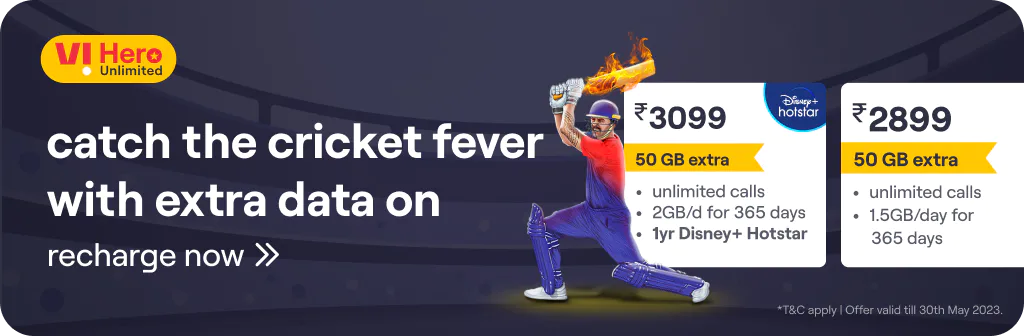 VI Hero
Unlimited
catch the cricket fever
with extra data on
recharge now
₹3099
Disney+
hotstar
50 GB extra
• unlimited calls
• 2GB/d for 365 days
• 1yr Disney+ Hotstar
₹2899
50 GB extra
• unlimited calls
• 1.5GB/day for
365 days
*T&C apply | Offer valid till 30th May 2023.